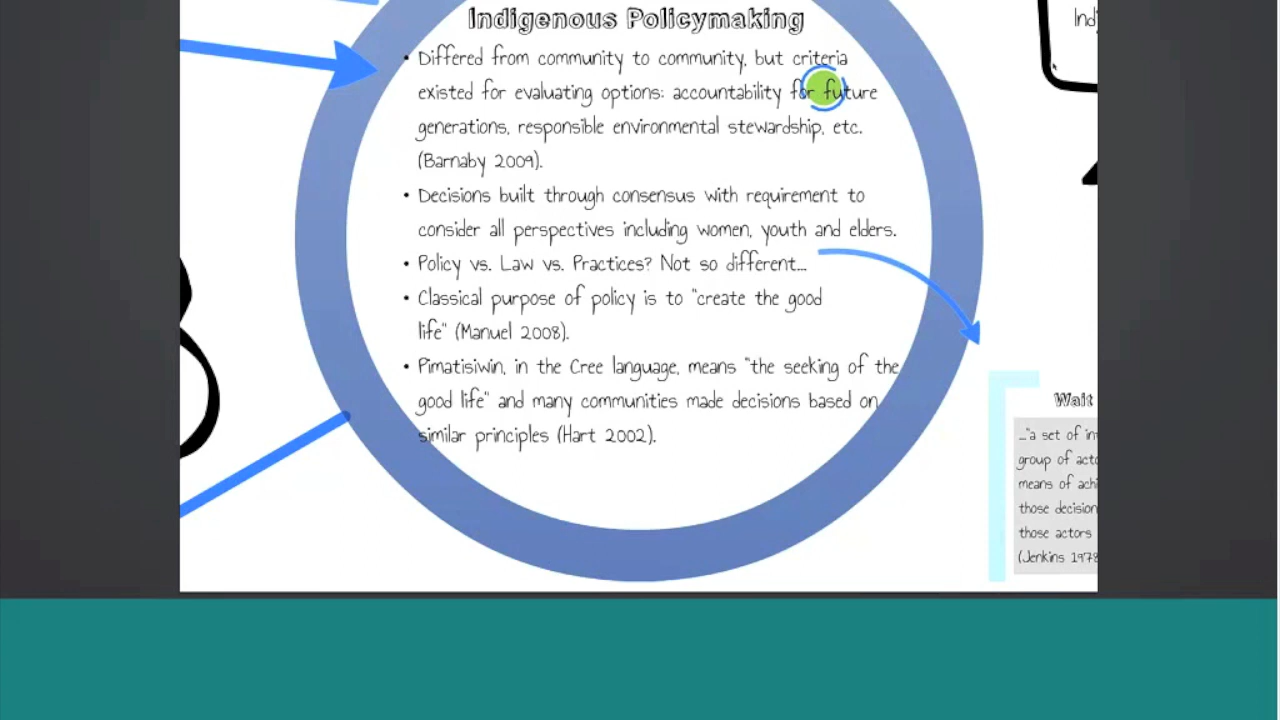 Indigenous Policymaking
• Differed from community to community, but criteria
existed for evaluating options: accountability for future
generations, responsible environmental stewardship, etc.
(Barnaby 2009).
• Decisions built through consensus with requirement to
consider all perspectives including women, youth and elders.
• Policy vs. Law vs. Practices? Not so different...
• Classical purpose of policy is to "create the good
life" (Manuel 2008).
• Pimatisiwin, in the Cree language, means "the seeking of the
good life" and many communities made decisions based on
similar principles (Hart 2002).
Wait
..."a set of
group of
means of
those decision
those actors
(Jenkins 1978